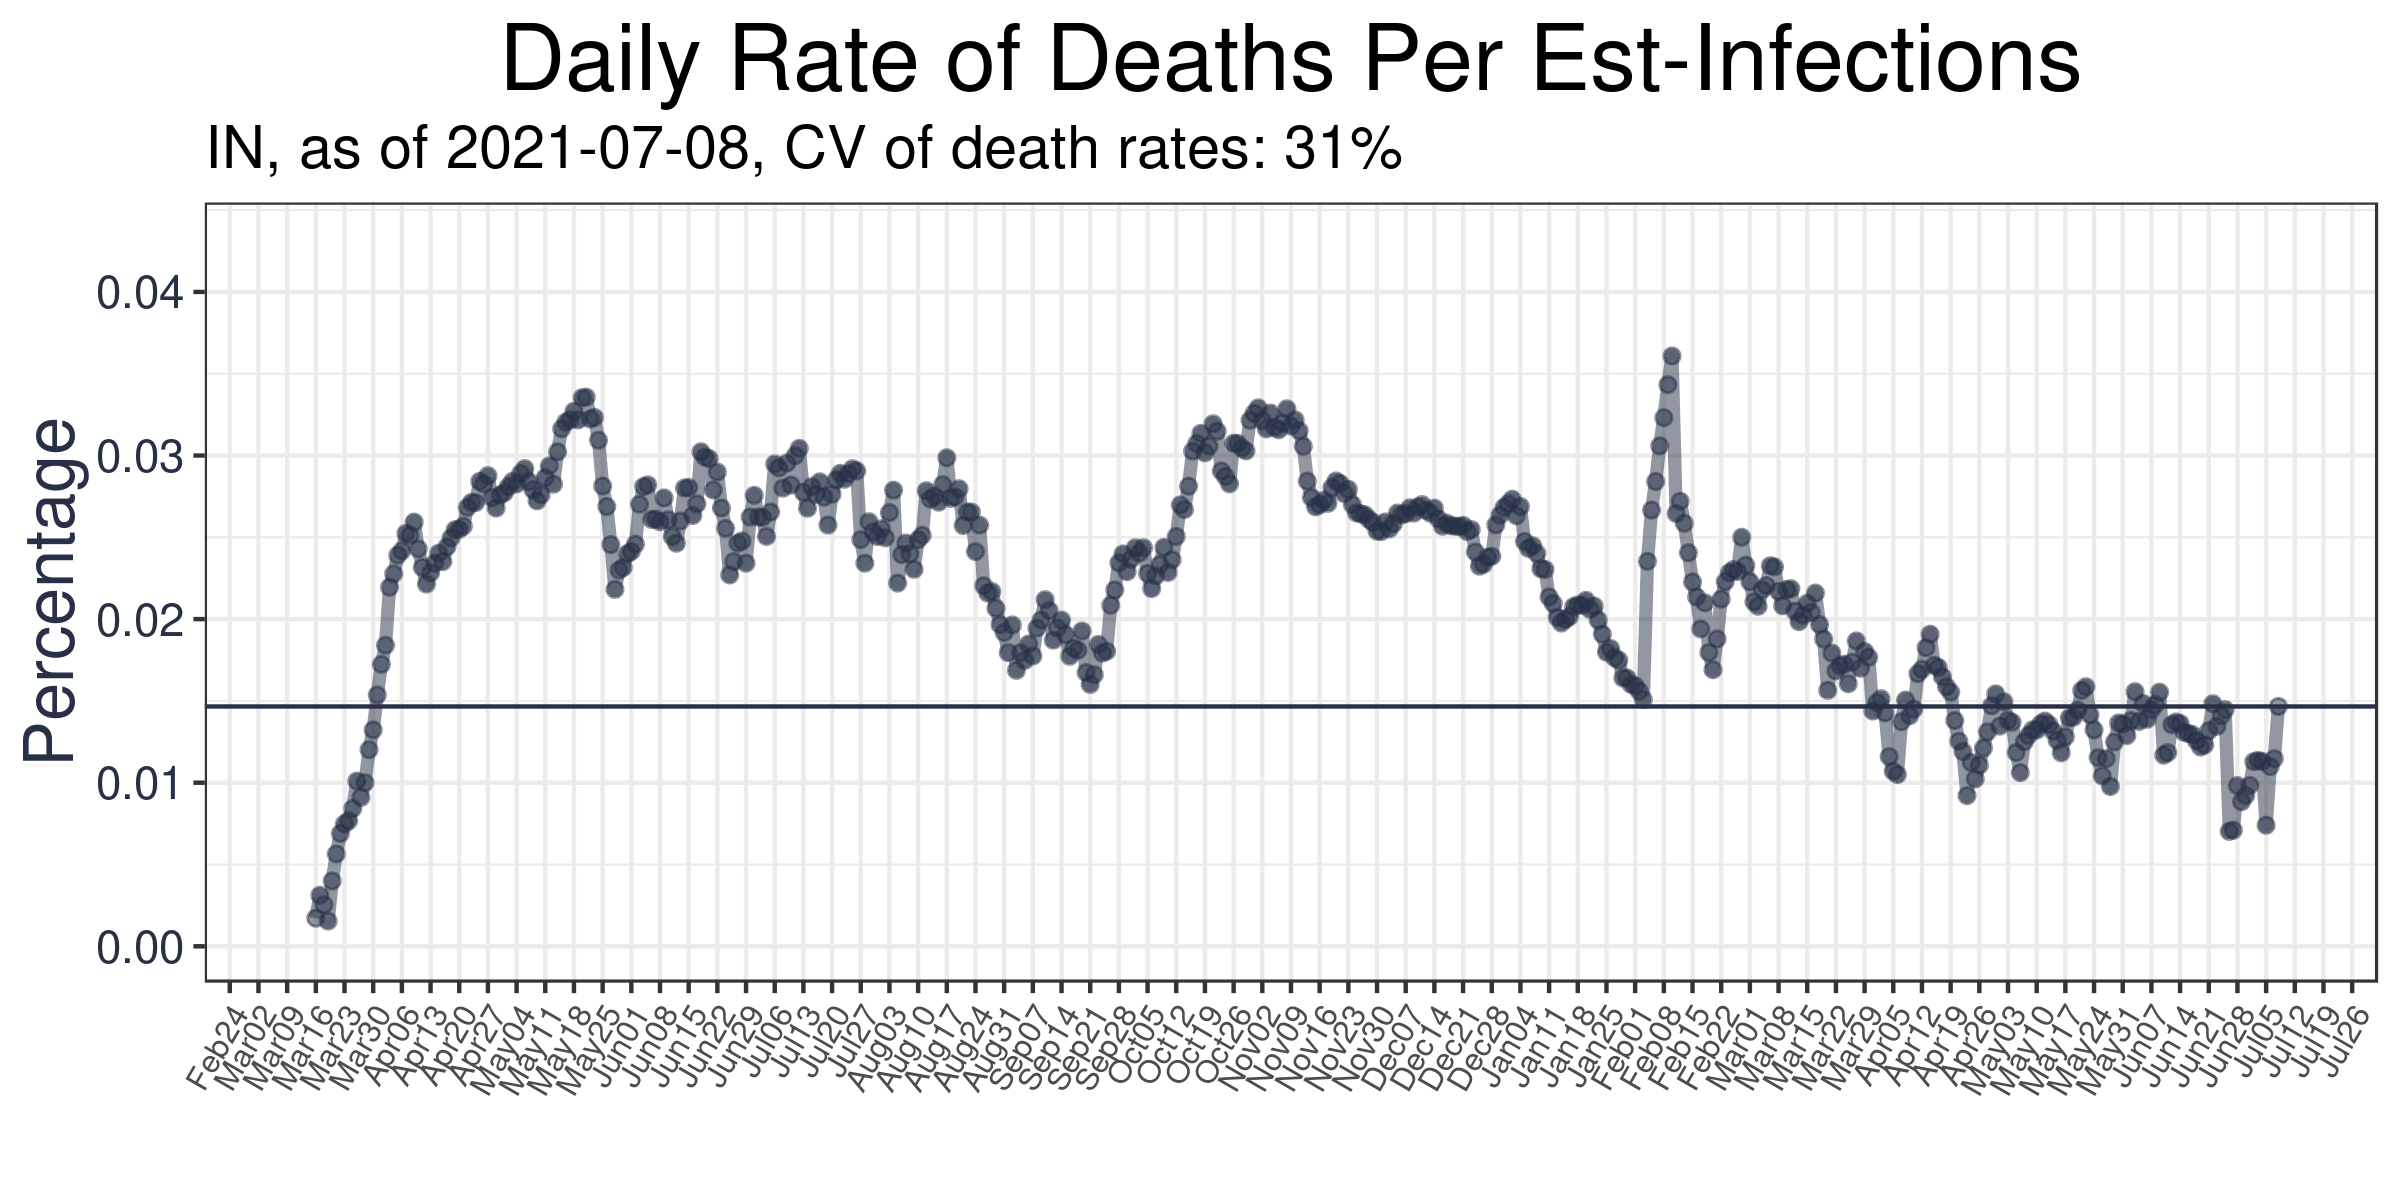 Daily Rate of Deaths Per Est-Infections
IN, as of 2021-07-08, CV of death rates: 31%
Percentage
0.04
0.03
0.02
0.01
0.00
Feb24
Mar02
Mar09
Mar16
Mar23
Mar30
Apr06
Apr13
Apr20
Apr27
May04
May11
May18
May25
Jun01
Jun08
Jun15
Jun22
Jun29
Jul06
Jul13
Jul20
Jul27
Aug03
Aug10
Aug17
Aug24
Aug31
Sep07
Sep14
Sep21
Sep28
Oct05
Oct12
Oct19
Oct26
Nov02
Nov09
Nov16
Nov23
Nov30
Dec07
Dec14
Dec21
Dec28
Jan04
Jan11
Jan18
Jan25
Feb01
Feb08
Feb15
Feb22
Mar01
Mar08
Mar15
Mar22
Mar29
Apr05
Apr12
Apr19
Apr26
May03
May10
May17
May24
May31
Jun07
Jun14
Jun21
Jun28
Jul05
Jul12
Jul19
Jul26